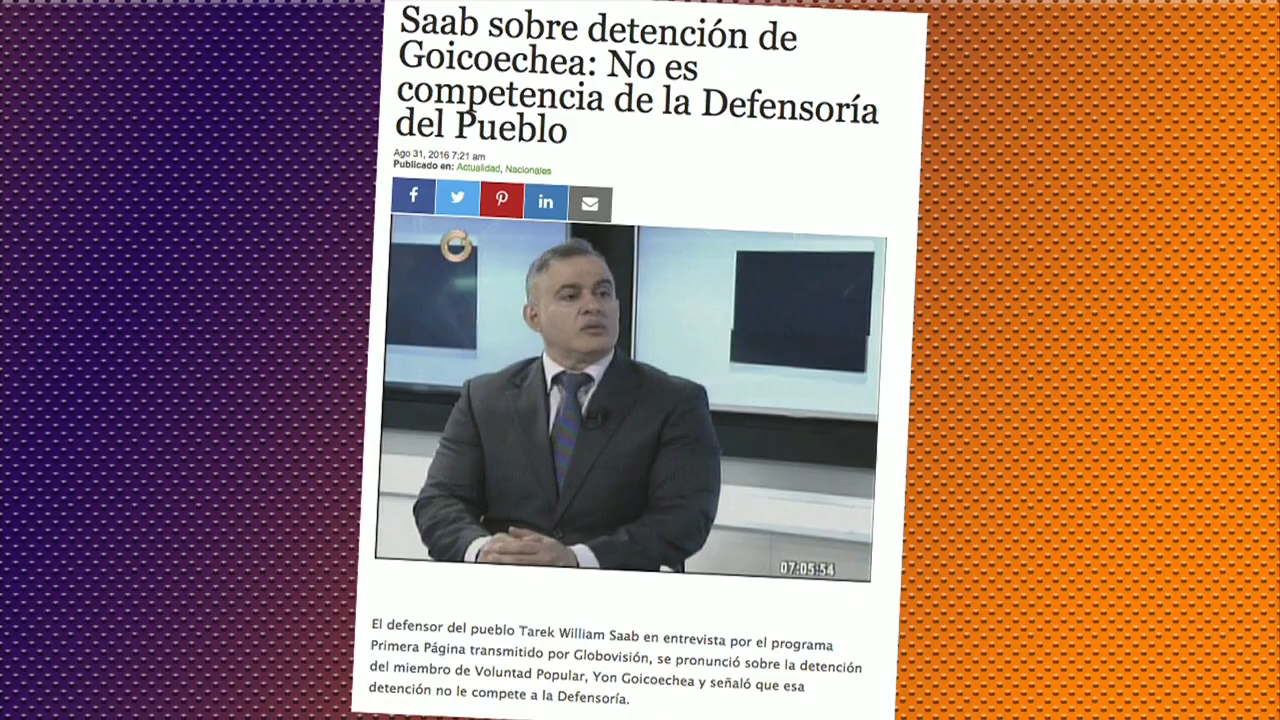 Saab sobre detención de
Goicoechea: No es
competencia de la Defensoría
del Pueblo
Ago 31, 2016 7:21 am
Publicado en: Actualidad, Nacionales
f in
07:05:54
El defensor del pueblo Tarek William Saab en entrevista por el programa
Primera Página transmitido por Globovisión, se pronunció sobre la detención
del miembro de Voluntad Popular, Yon Goicoechea y señaló que esa
detención no le compete a la Defensoría.